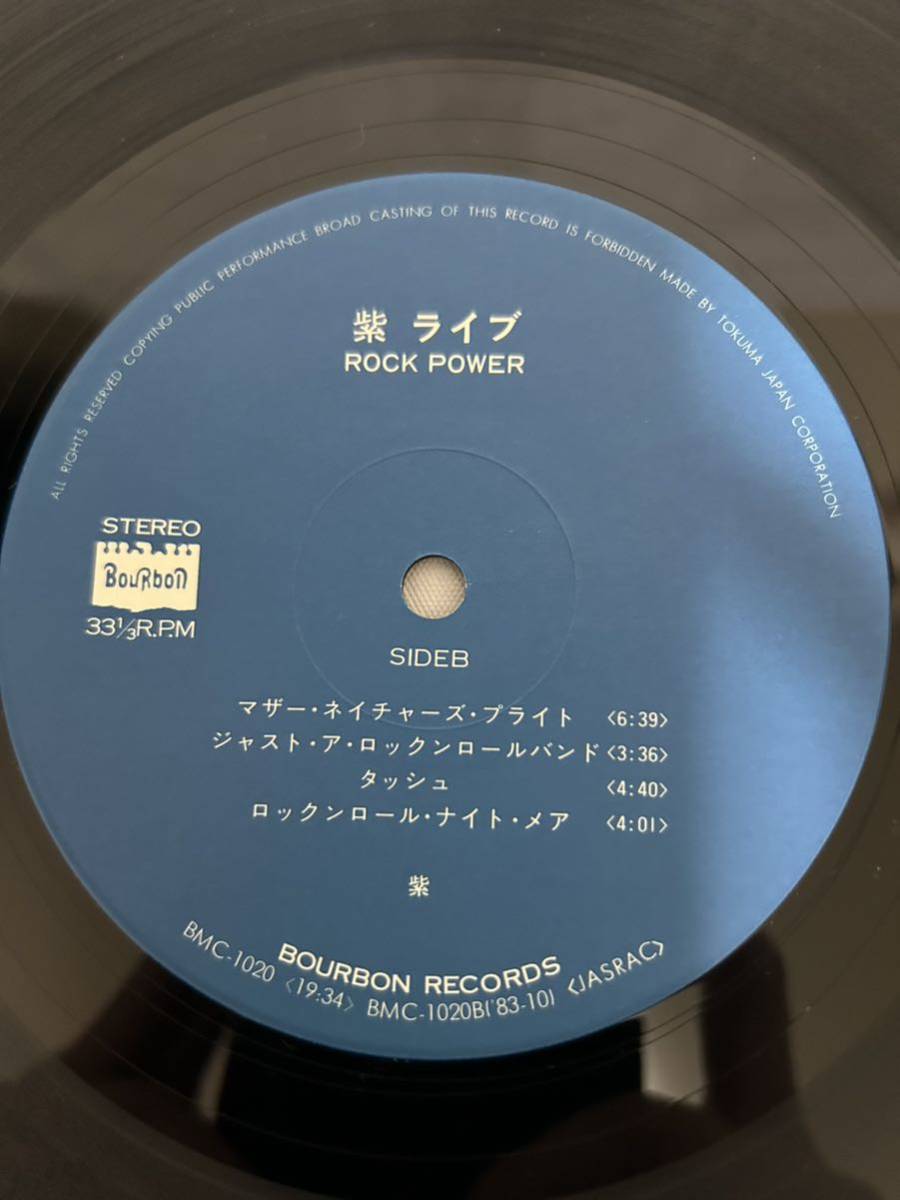 ALL RIGHTS RESERVED COPYING PUBLIC PERFORMANCE BROAD CASTING OF THIS RECORD IS FORBIDDEN MADE BY TOKUMA JAPAN CORPORATION
紫 ライブ
ROCK POWER
STEREO
BOURBON
33⅓R.P.M
SIDEB
マザー・ネイチャーズ・プライト 〈6:39〉
ジャスト・ア・ロックンロールバンド〈3:36〉
タッシュ 〈4:40〉
ロックンロール・ナイト・メア 〈4:01〉
紫
BOURBON RECORDS
BMC-1020 〈19:34〉 BMC-1020B('83-10) 〈JASRAC〉